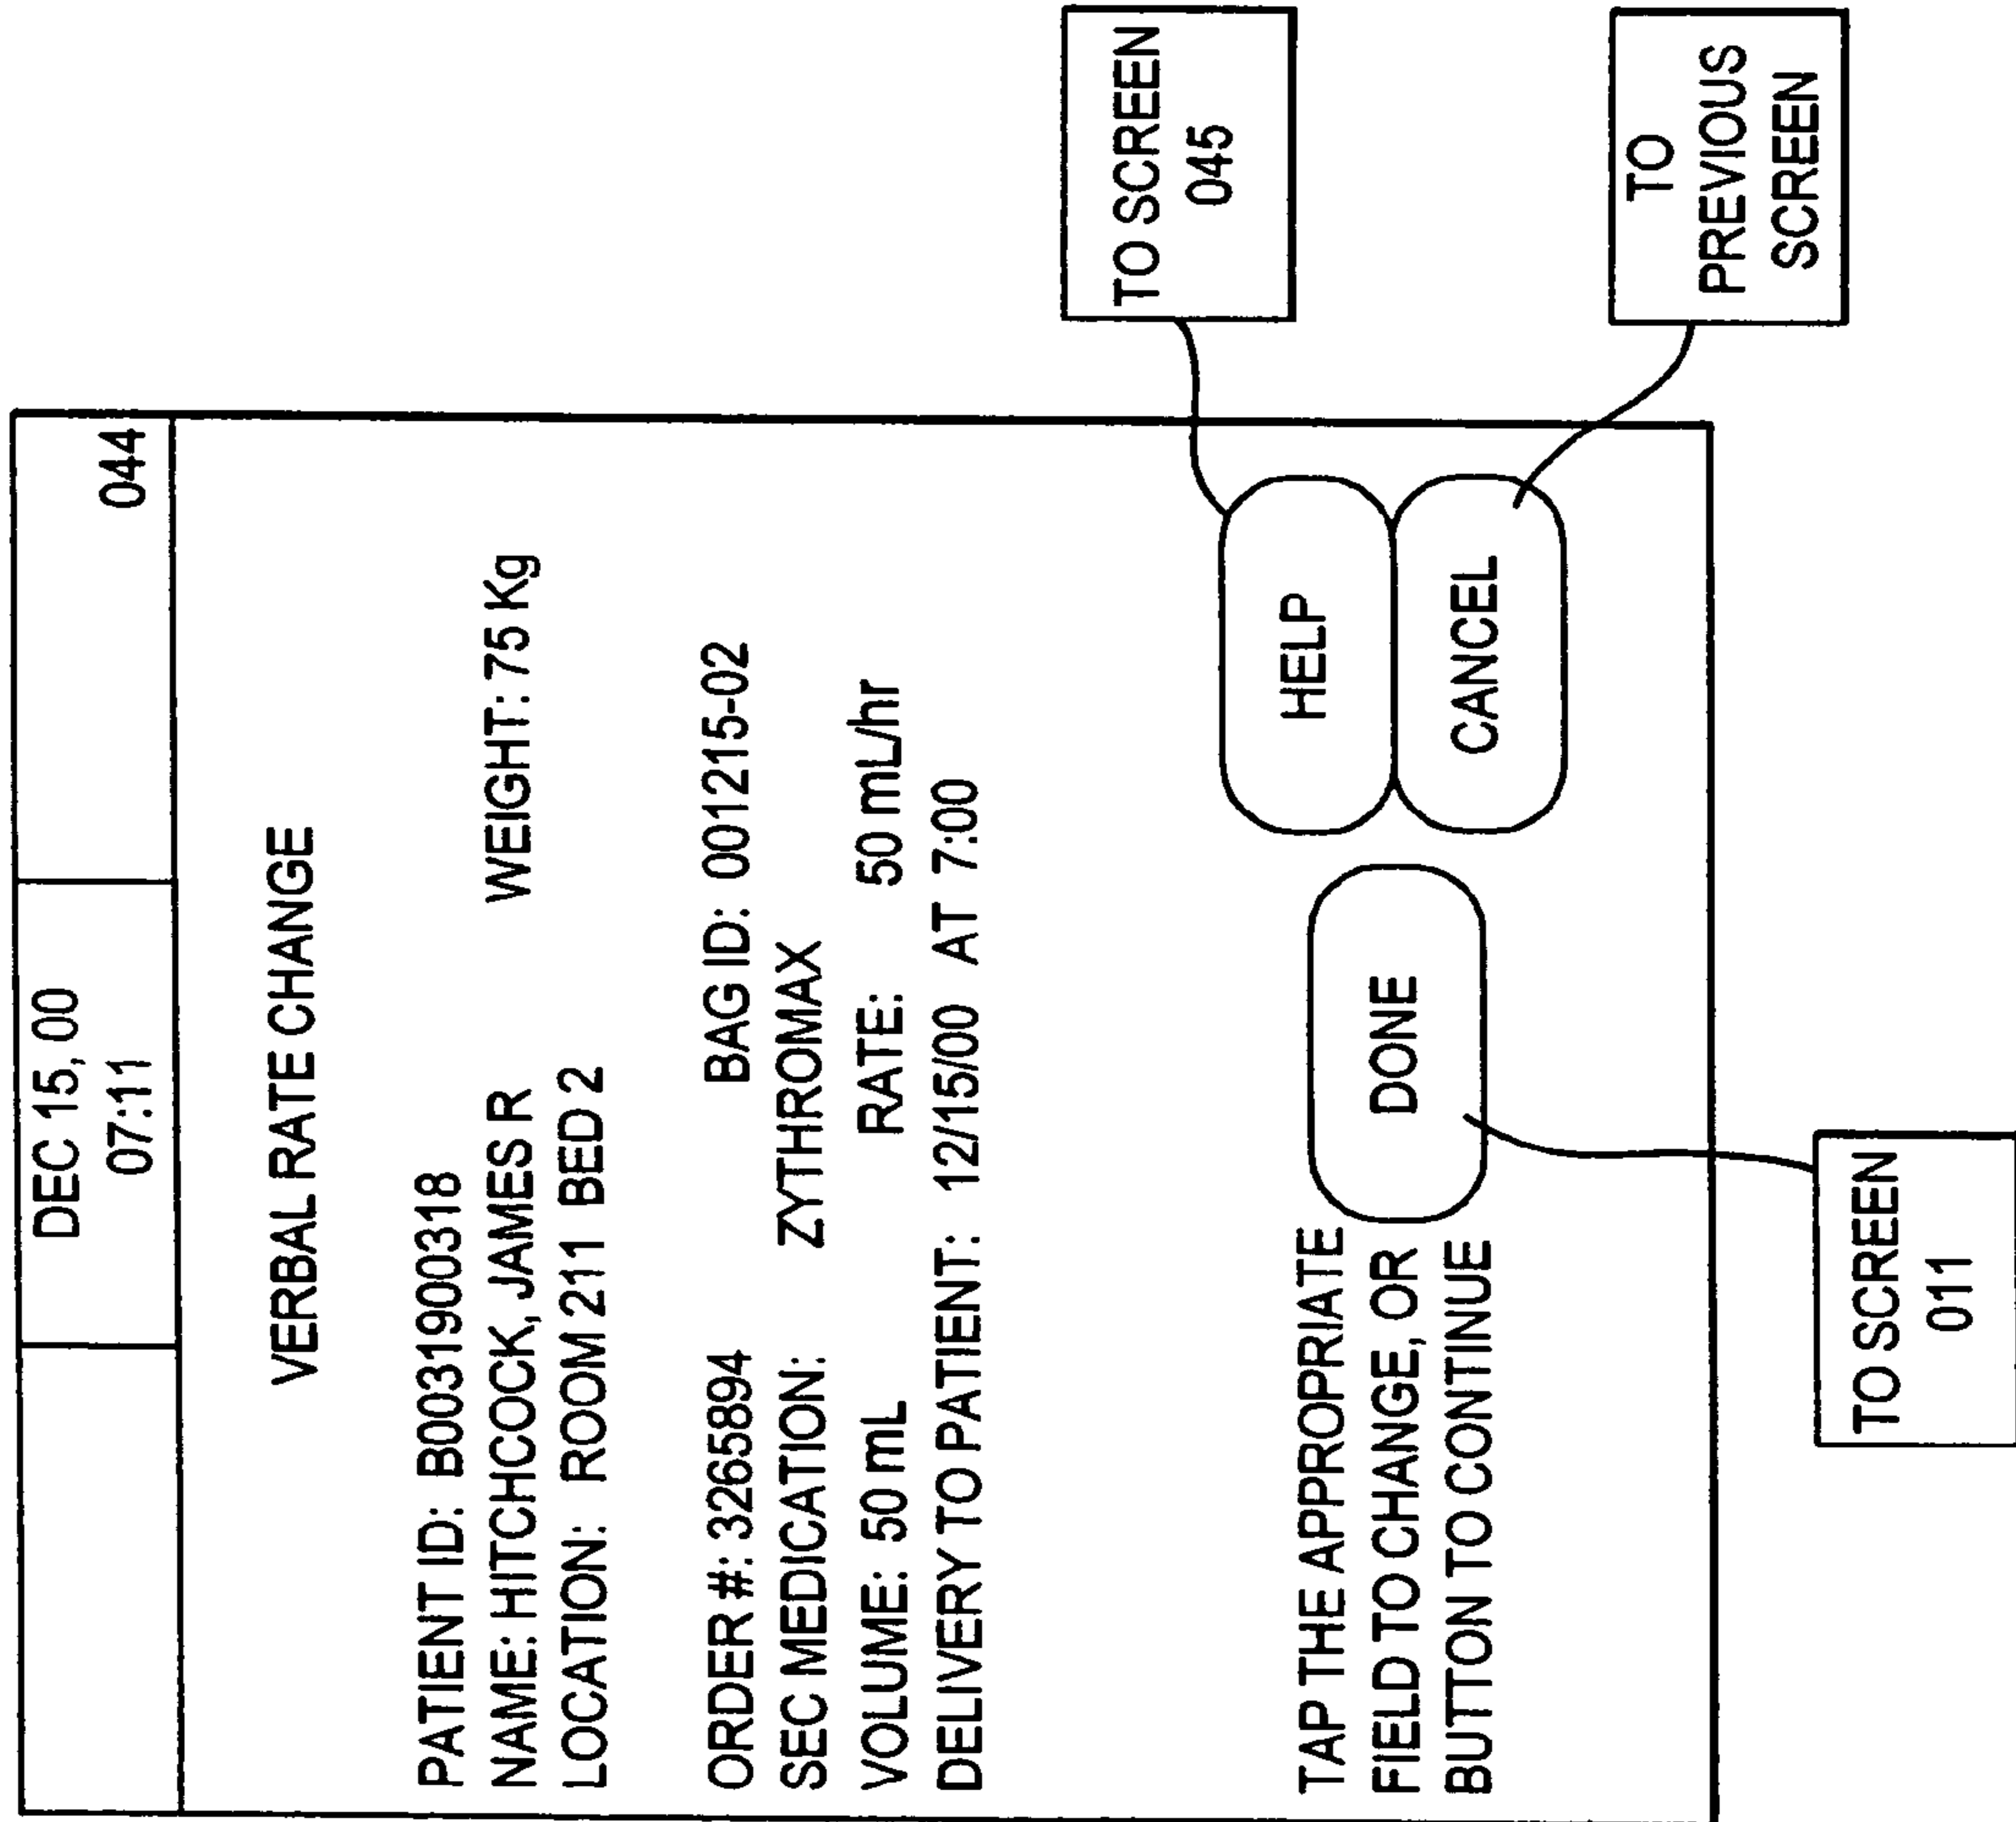 DEC 15, 00
07:11
044
VERBAL RATE CHANGE
PATIENT ID: B0031900318
NAME: HITCHCOCK, JAMES R WEIGHT: 75 Kg
LOCATION: ROOM 211 BED 2
ORDER #: 3265894 BAG ID: 001215-02
SEC MEDICATION: ZYTHROMAX
VOLUME: 50 mL RATE: 50 mL/hr
DELIVERY TO PATIENT: 12/15/00 AT 7:00
TAP THE APPROPRIATE
FIELD TO CHANGE, OR
BUTTON TO CONTINUE
DONE
HELP
CANCEL
TO SCREEN
045
TO
PREVIOUS
SCREEN
TO SCREEN
011